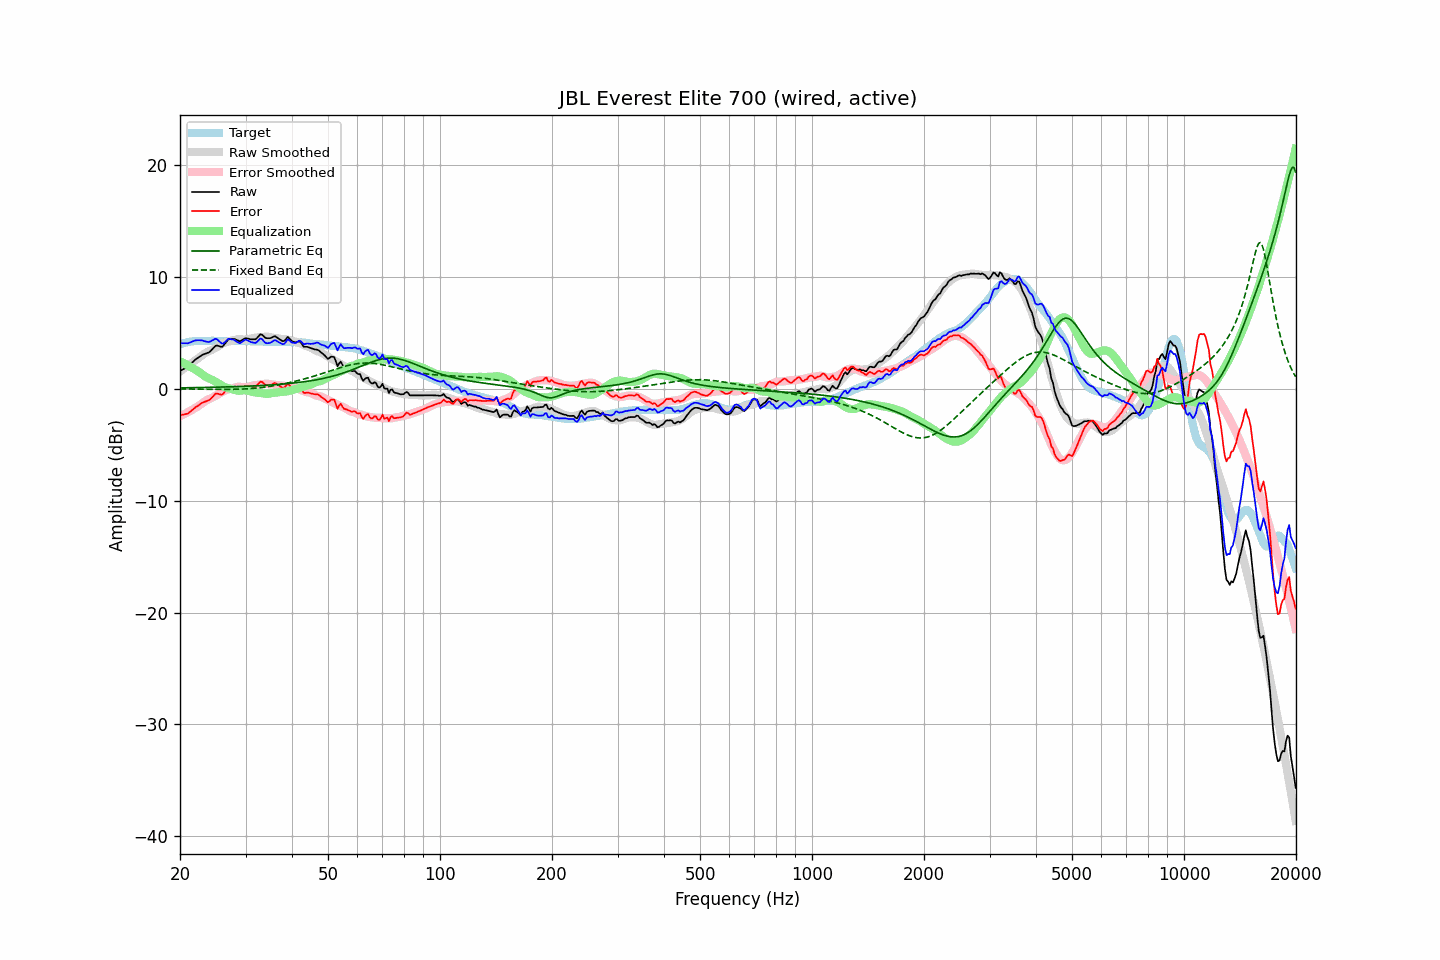 JBL Everest Elite 700 (wired, active)
Target
Raw Smoothed
Error Smoothed
Raw
Error
Equalization
Parametric Eq
Fixed Band Eq
Equalized
20
10
0
−10
−20
−30
−40
Amplitude (dBr)
20
50
100
200
500
1000
2000
5000
10000
20000
Frequency (Hz)